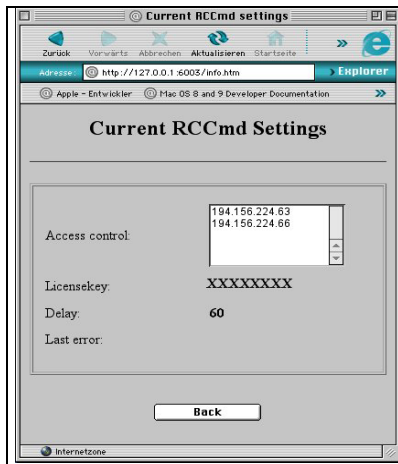 Current RCCmd settings
Zurück Vorwärts Abbrechen Aktualisieren Startseite
Adresse: http://127.0.0.1:6003/info.htm Explorer
Apple - Entwickler Mac OS 8 and 9 Developer Documentation
Current RCCmd Settings
194.156.224.63
194.156.224.66
Access control:
Licensekey: XXXXXXXX
Delay: 60
Last error:
Back
Internetzone